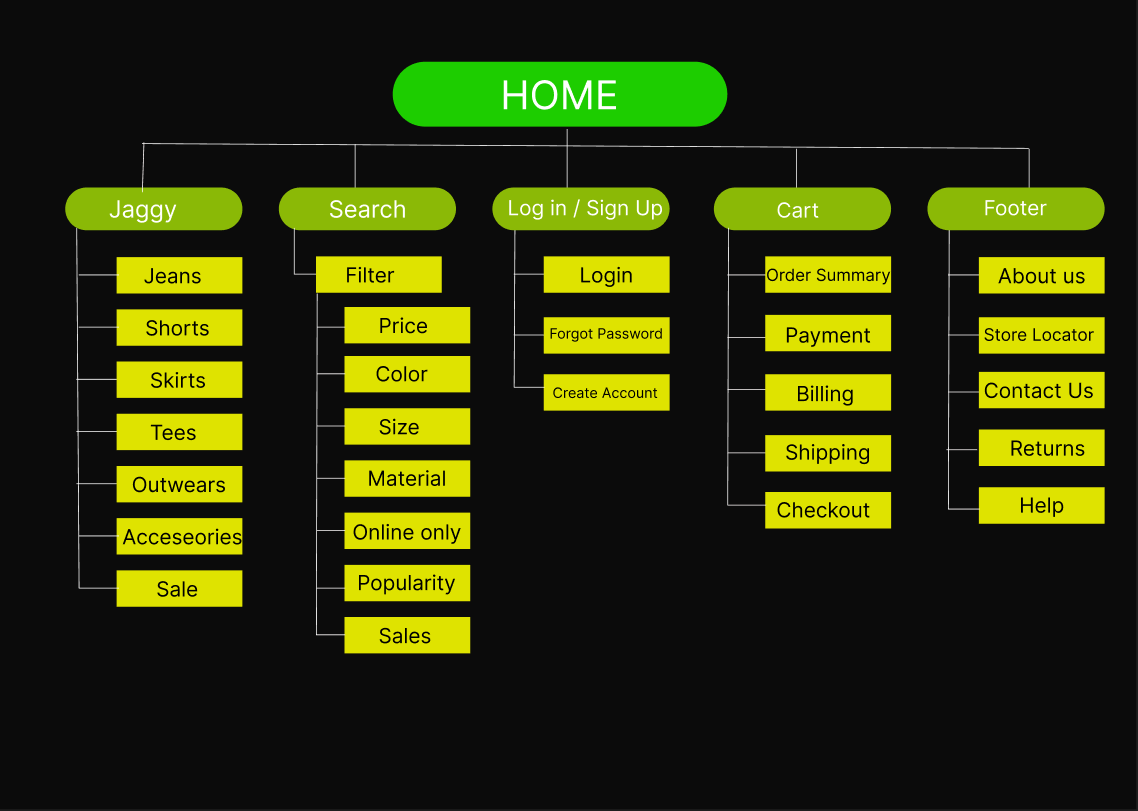 HOME
Jaggy
Jeans
Shorts
Skirts
Tees
Outwears
Acceseories
Sale
Search
Filter
Price
Color
Size
Material
Online only
Popularity
Sales
Log in / Sign Up
Login
Forgot Password
Create Account
Cart
Order Summary
Payment
Billing
Shipping
Checkout
Footer
About us
Store Locator
Contact Us
Returns
Help